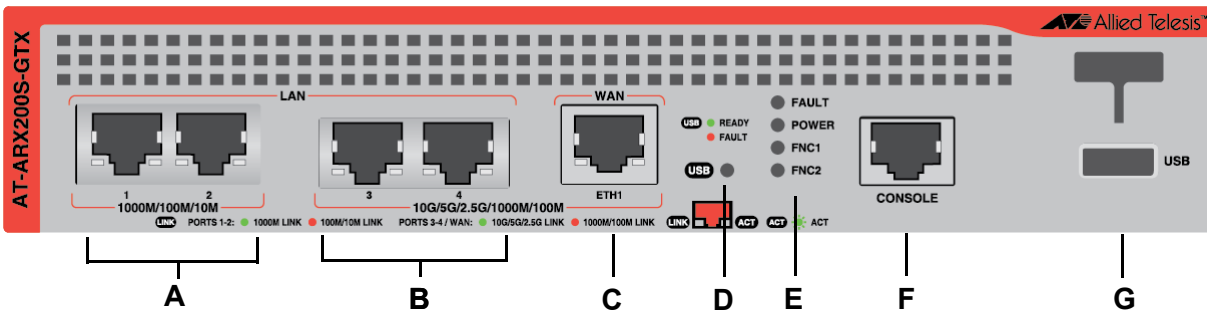 AT-ARX200S-GTX
Allied Telesis
LAN
WAN
1
2
3
4
ETH1
1000M/100M/10M
10G/5G/2.5G/1000M/100M
LINK PORTS 1-2: 1000M LINK 100M/10M LINK PORTS 3-4 / WAN: 10G/5G/2.5G LINK 1000M/100M LINK
LINK ACT ACT ACT
USB READY
FAULT
USB
FAULT
POWER
FNC1
FNC2
CONSOLE
USB
A B C D E F G